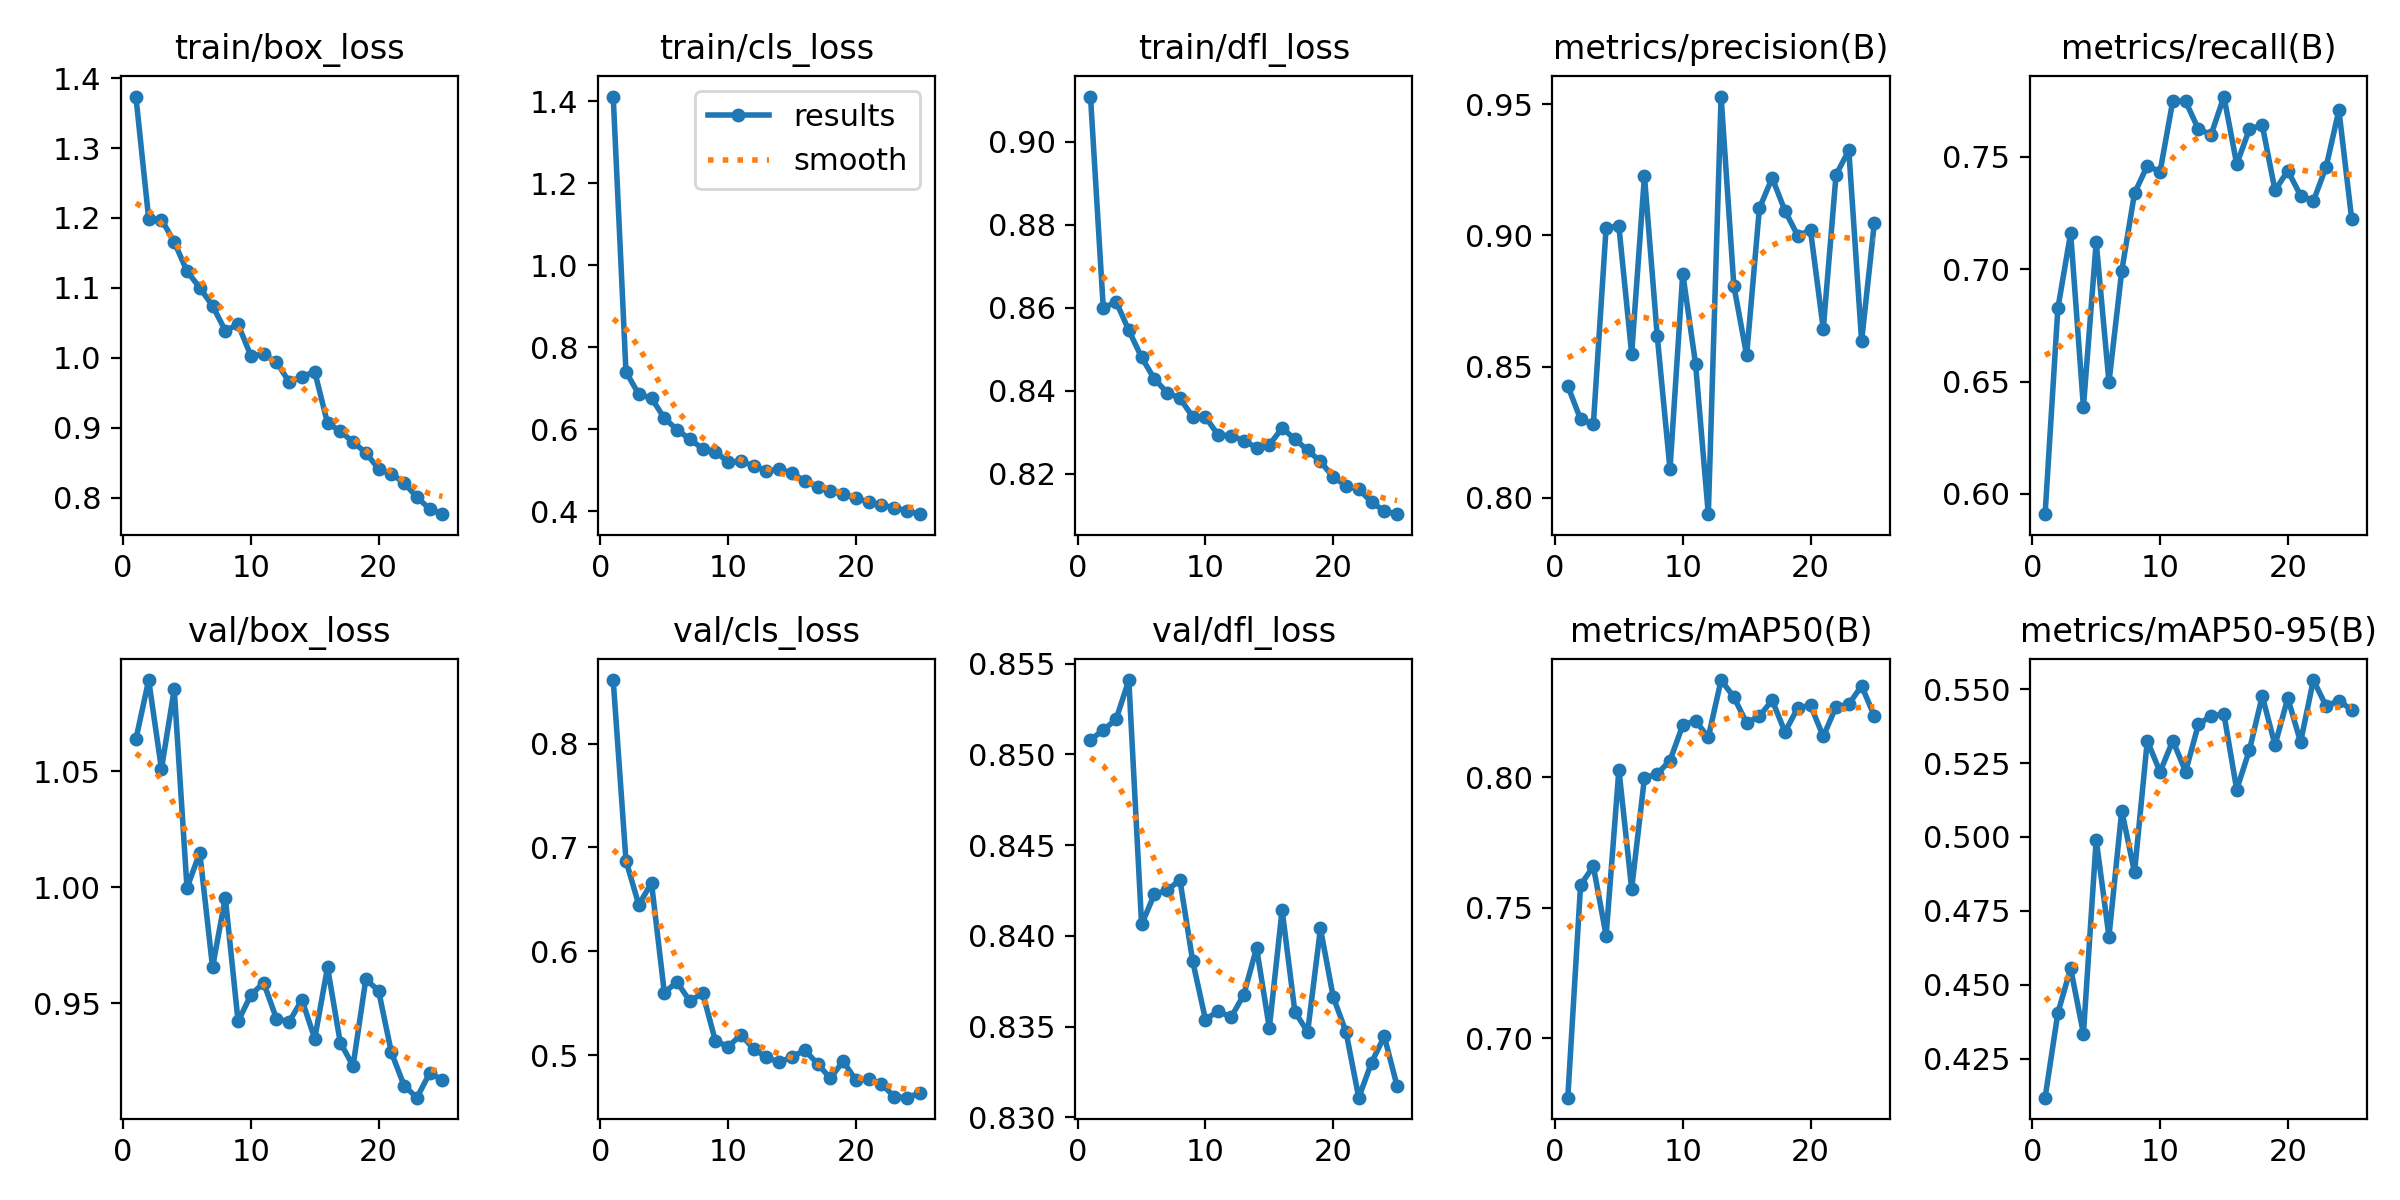 train/box_loss
1.4
1.3
1.2
1.1
1.0
0.9
0.8
0 10 20
train/cls_loss
results
smooth
1.4
1.2
1.0
0.8
0.6
0.4
0 10 20
train/dfl_loss
0.90
0.88
0.86
0.84
0.82
0 10 20
metrics/precision(B)
0.95
0.90
0.85
0.80
0 10 20
metrics/recall(B)
0.75
0.70
0.65
0.60
0 10 20
val/box_loss
1.05
1.00
0.95
0 10 20
val/cls_loss
0.8
0.7
0.6
0.5
0 10 20
val/dfl_loss
0.855
0.850
0.845
0.840
0.835
0.830
0 10 20
metrics/mAP50(B)
0.80
0.75
0.70
0 10 20
metrics/mAP50-95(B)
0.550
0.525
0.500
0.475
0.450
0.425
0 10 20